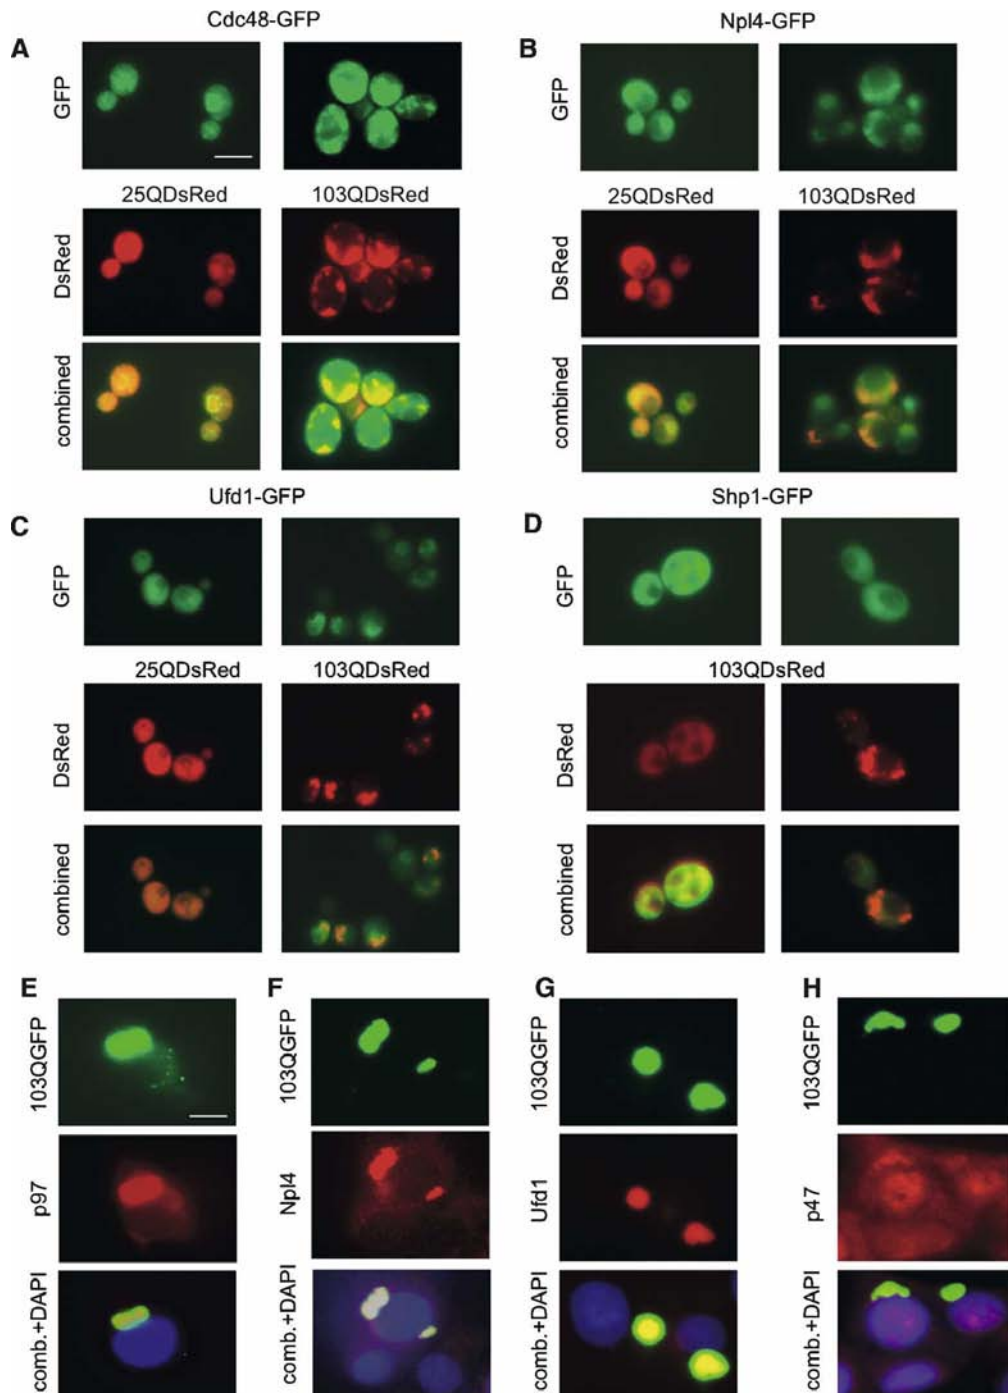 Cdc48-GFP
Npl4-GFP
A
B
GFP
GFP
25QDsRed 103QDsRed
25QDsRed 103QDsRed
DsRed
DsRed
combined
combined
Ufd1-GFP
Shp1-GFP
C
D
GFP
GFP
25QDsRed 103QDsRed
103QDsRed
DsRed
DsRed
combined
combined
E
F
G
H
103QGFP
103QGFP
103QGFP
103QGFP
p97
Npl4
Ufd1
p47
comb.+DAPI
comb.+DAPI
comb.+DAPI
comb.+DAPI